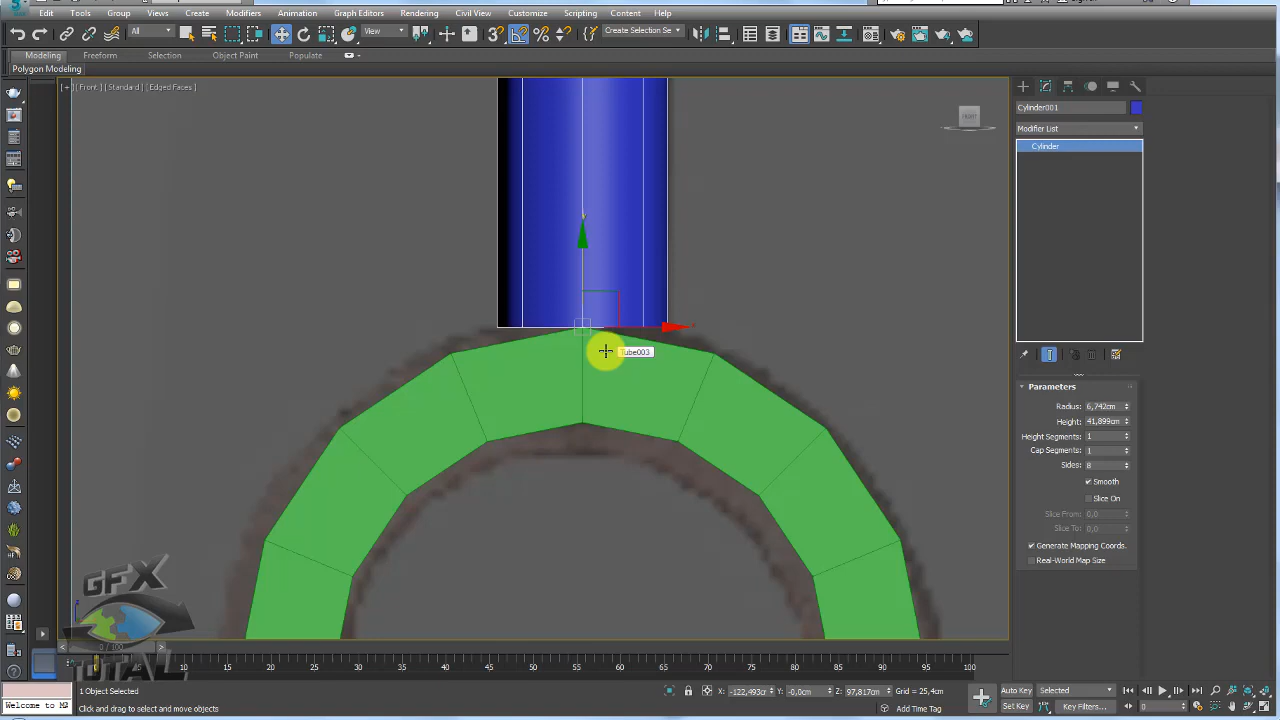 Edit Tools Group Views Create Modifiers Animation Graph Editors Rendering Civil View Customize Scripting Content Help
All View Create Selection Se
Modeling Freeform Selection Object Paint Populate
Polygon Modeling
[+][Front][Standard][Edged Faces]
FRONT
Cylinder001
Modifier List
Cylinder
y
x
Tube003
Parameters
Radius: 6,742cm
Height: 41,899cm
Height Segments: 1
Cap Segments: 1
Sides: 8
Smooth
Slice On
Slice From: 0,0
Slice To: 0,0
Generate Mapping Coords.
Real-World Map Size
GFX
TOTAL
z
0 / 100
15 20 25 30 35 40 45 50 55 60 65 70 75 80 85 90 95 100
1 Object Selected
X: -122,493cr Y: -0,0cm Z: 97,817cm Grid = 25,4cm
Auto Key Selected
Welcome to M
Click and drag to select and move objects
Add Time Tag
Set Key Key Filters... 0